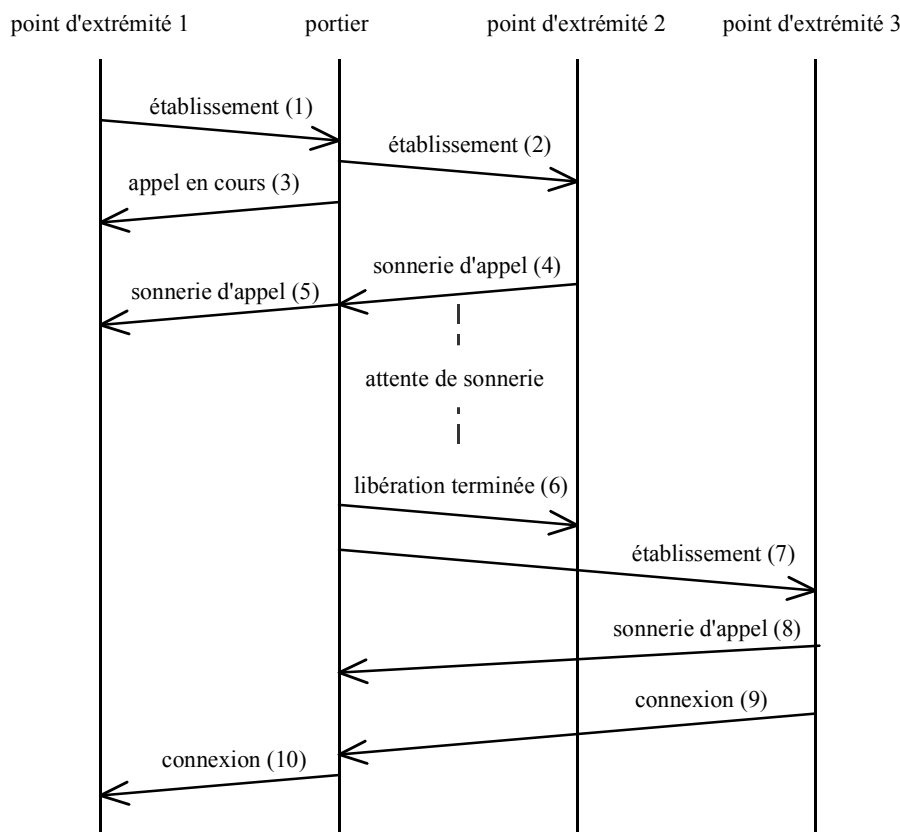 point d'extrémité 1
portier
point d'extrémité 2
point d'extrémité 3
établissement (1)
établissement (2)
appel en cours (3)
sonnerie d'appel (4)
sonnerie d'appel (5)
attente de sonnerie
libération terminée (6)
établissement (7)
sonnerie d'appel (8)
connexion (9)
connexion (10)